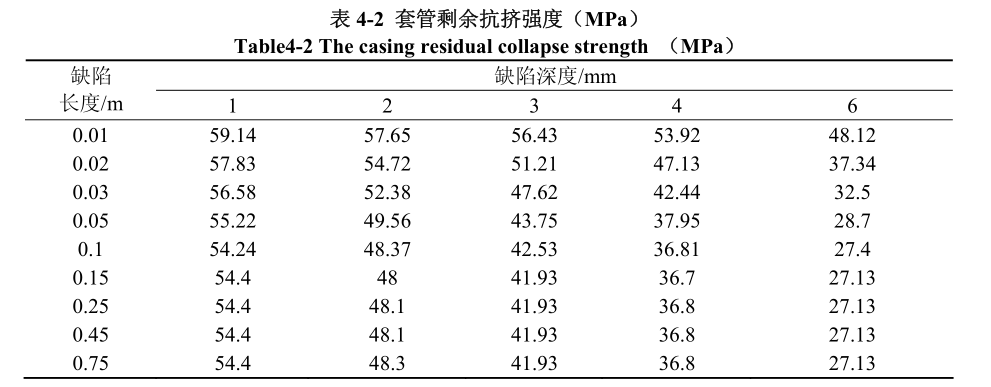 表 4-2 套管剩余抗挤强度（MPa）
Table4-2 The casing residual collapse strength （MPa）
缺陷 缺陷深度/mm
长度/m 1 2 3 4 6
0.01 59.14 57.65 56.43 53.92 48.12
0.02 57.83 54.72 51.21 47.13 37.34
0.03 56.58 52.38 47.62 42.44 32.5
0.05 55.22 49.56 43.75 37.95 28.7
0.1 54.24 48.37 42.53 36.81 27.4
0.15 54.4 48 41.93 36.7 27.13
0.25 54.4 48.1 41.93 36.8 27.13
0.45 54.4 48.1 41.93 36.8 27.13
0.75 54.4 48.3 41.93 36.8 27.13